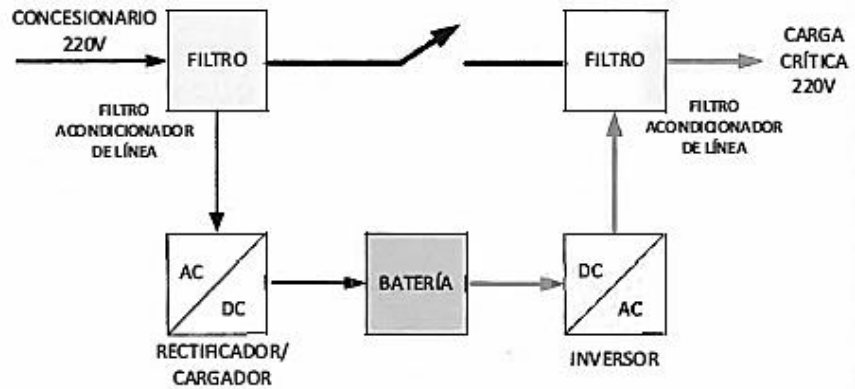 CONCESIONARIO
220V
FILTRO
FILTRO
CARGA
CRÍTICA
220V
FILTRO
ACONDICIONADOR
DE LÍNEA
FILTRO
ACONDICIONADOR
DE LÍNEA
AC
DC
BATERÍA
DC
AC
RECTIFICADOR/
CARGADOR
INVERSOR